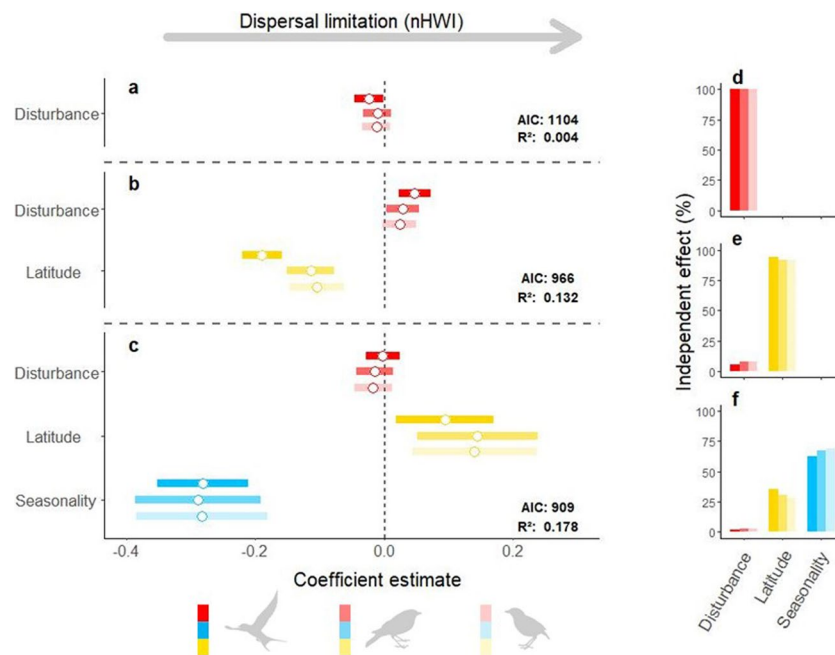 Dispersal limitation (nHWI)
a
Disturbance
AIC: 1104
R²: 0.004
b
Disturbance
Latitude
AIC: 966
R²: 0.132
c
Disturbance
Latitude
Seasonality
AIC: 909
R²: 0.178
-0.4 -0.2 0.0 0.2
Coefficient estimate
Independent effect (%)
d
100
75
50
25
0
e
100
75
50
25
0
f
100
75
50
25
0
Disturbance
Latitude
Seasonality